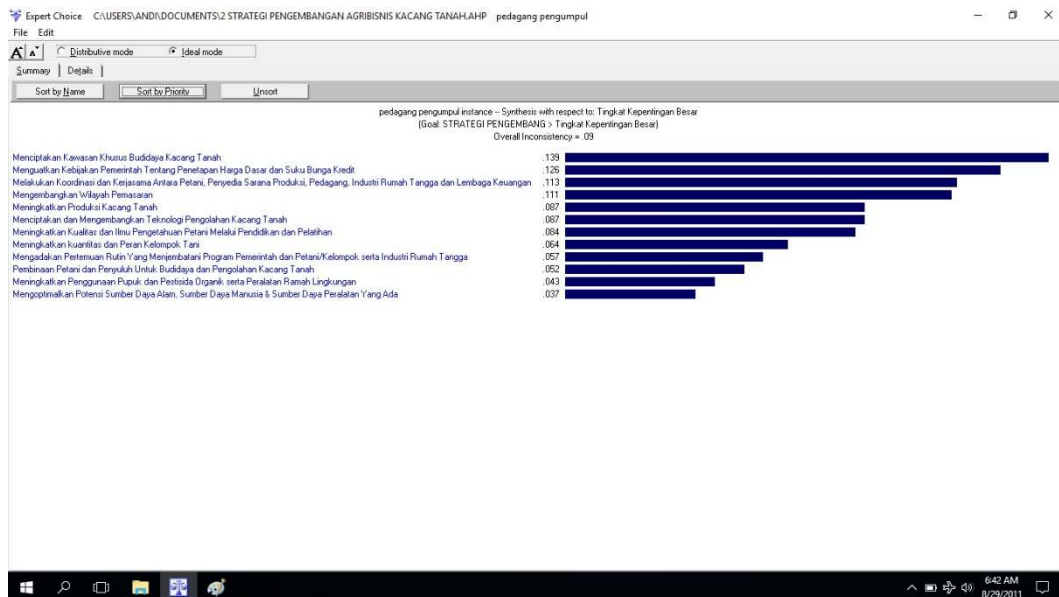 Expert Choice C:\USERS\ANDI\DOCUMENTS\2 STRATEGI PENGEMBANGAN AGRIBISNIS KACANG TANAH.AHP pedagang pengumpul
File Edit
A A Distributive mode Ideal mode
Summary Details
Sort by Name Sort by Priority Unsort
pedagang pengumpul instance -- Synthesis with respect to: Tingkat Kepentingan Besar
(Goal: STRATEGI PENGEMBANG > Tingkat Kepentingan Besar)
Overall Inconsistency = .09
Menciptakan Kawasan Khusus Budidaya Kacang Tanah .139
Menguatkan Kebijakan Pemerintah Tentang Penetapan Harga Dasar dan Suku Bunga Kredit .126
Melakukan Koordinasi dan Kerjasama Antara Petani, Penyedia Sarana Produksi, Pedagang, Industri Rumah Tangga dan Lembaga Keuangan .113
Mengembangkan Wilayah Pemasaran .111
Meningkatkan Produksi Kacang Tanah .087
Menciptakan dan Mengembangkan Teknologi Pengolahan Kacang Tanah .087
Meningkatkan Kualitas dan Ilmu Pengetahuan Petani Melalui Pendidikan dan Pelatihan .084
Meningkatkan kuantitas dan Peran Kelompok Tani .064
Mengadakan Pertemuan Rutin Yang Menjembatani Program Pemerintah dan Petani/Kelompok serta Industri Rumah Tangga .057
Pembinaan Petani dan Penyuluh Untuk Budidaya dan Pengolahan Kacang Tanah .052
Meningkatkan Penggunaan Pupuk dan Pestisida Organik serta Peralatan Ramah Lingkungan .043
Mengoptimalkan Potensi Sumber Daya Alam, Sumber Daya Manusia & Sumber Daya Peralatan Yang Ada .037
6:42 AM
8/29/2011